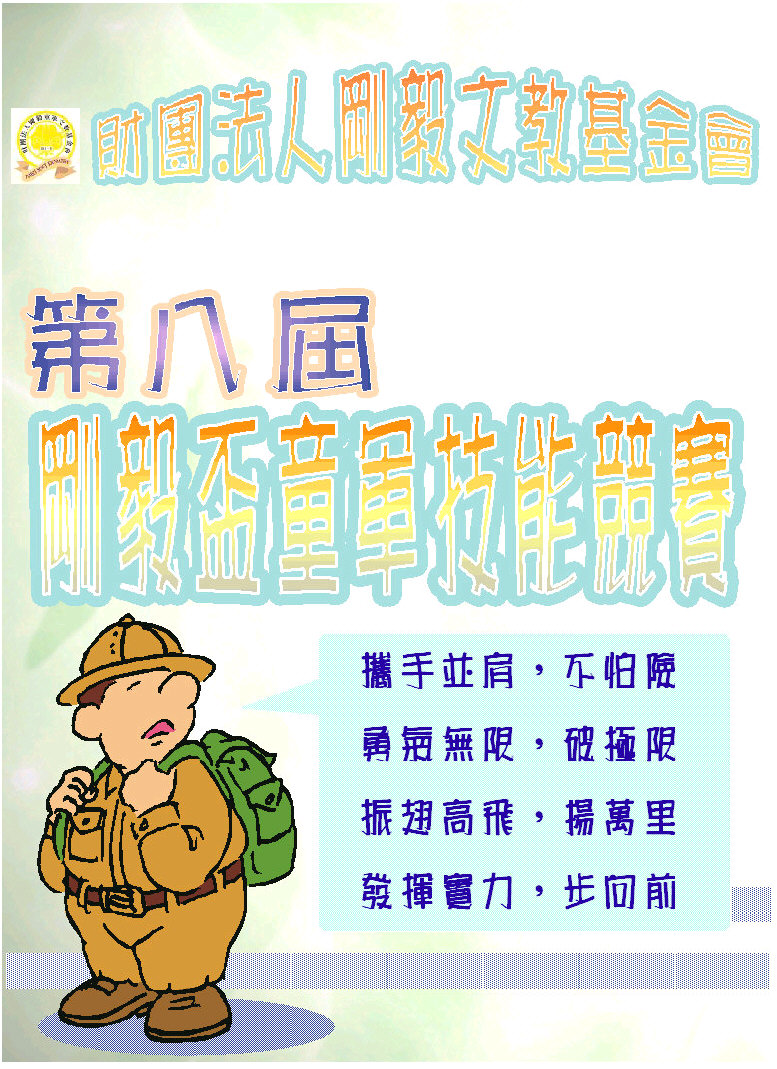 財團法人剛毅文教基金會
第八屆
剛毅盃童軍技能競賽
攜手並肩，不怕險
勇氣無限，破極限
振翅高飛，揚萬里
發揮實力，步向前